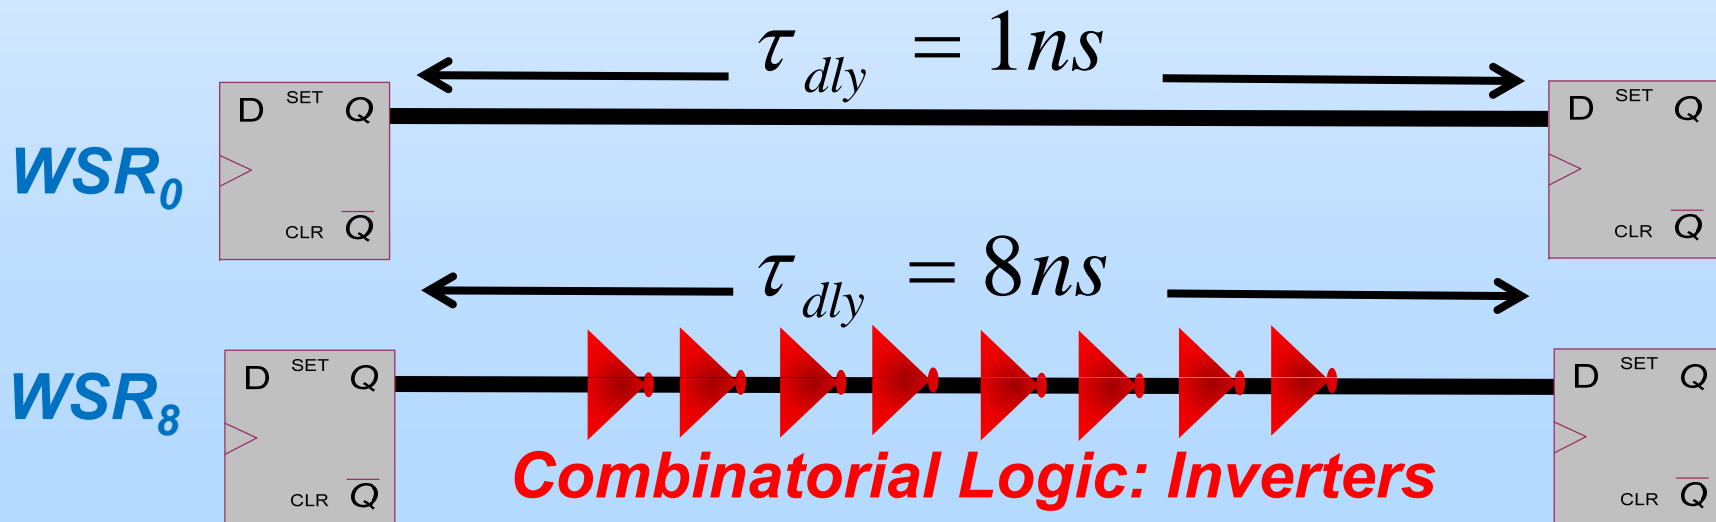 τ dly = 1ns
D SET Q
CLR Q
D SET Q
CLR Q
WSR0
τ dly = 8ns
D SET Q
CLR Q
D SET Q
CLR Q
WSR8
Combinatorial Logic: Inverters